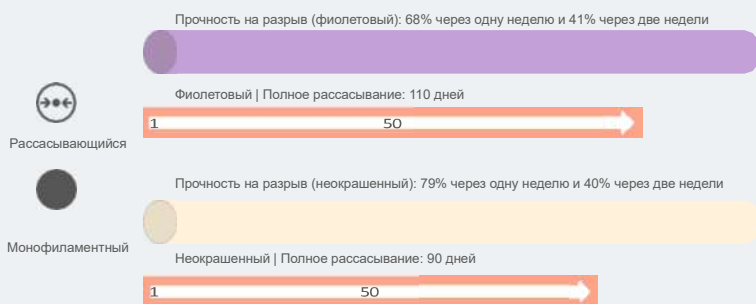 Прочность на разрыв (фиолетовый): 68% через одну неделю и 41% через две недели
Фиолетовый | Полное рассасывание: 110 дней
1 50
Рассасывающийся
Прочность на разрыв (неокрашенный): 79% через одну неделю и 40% через две недели
Монофиламентный
Неокрашенный | Полное рассасывание: 90 дней
1 50